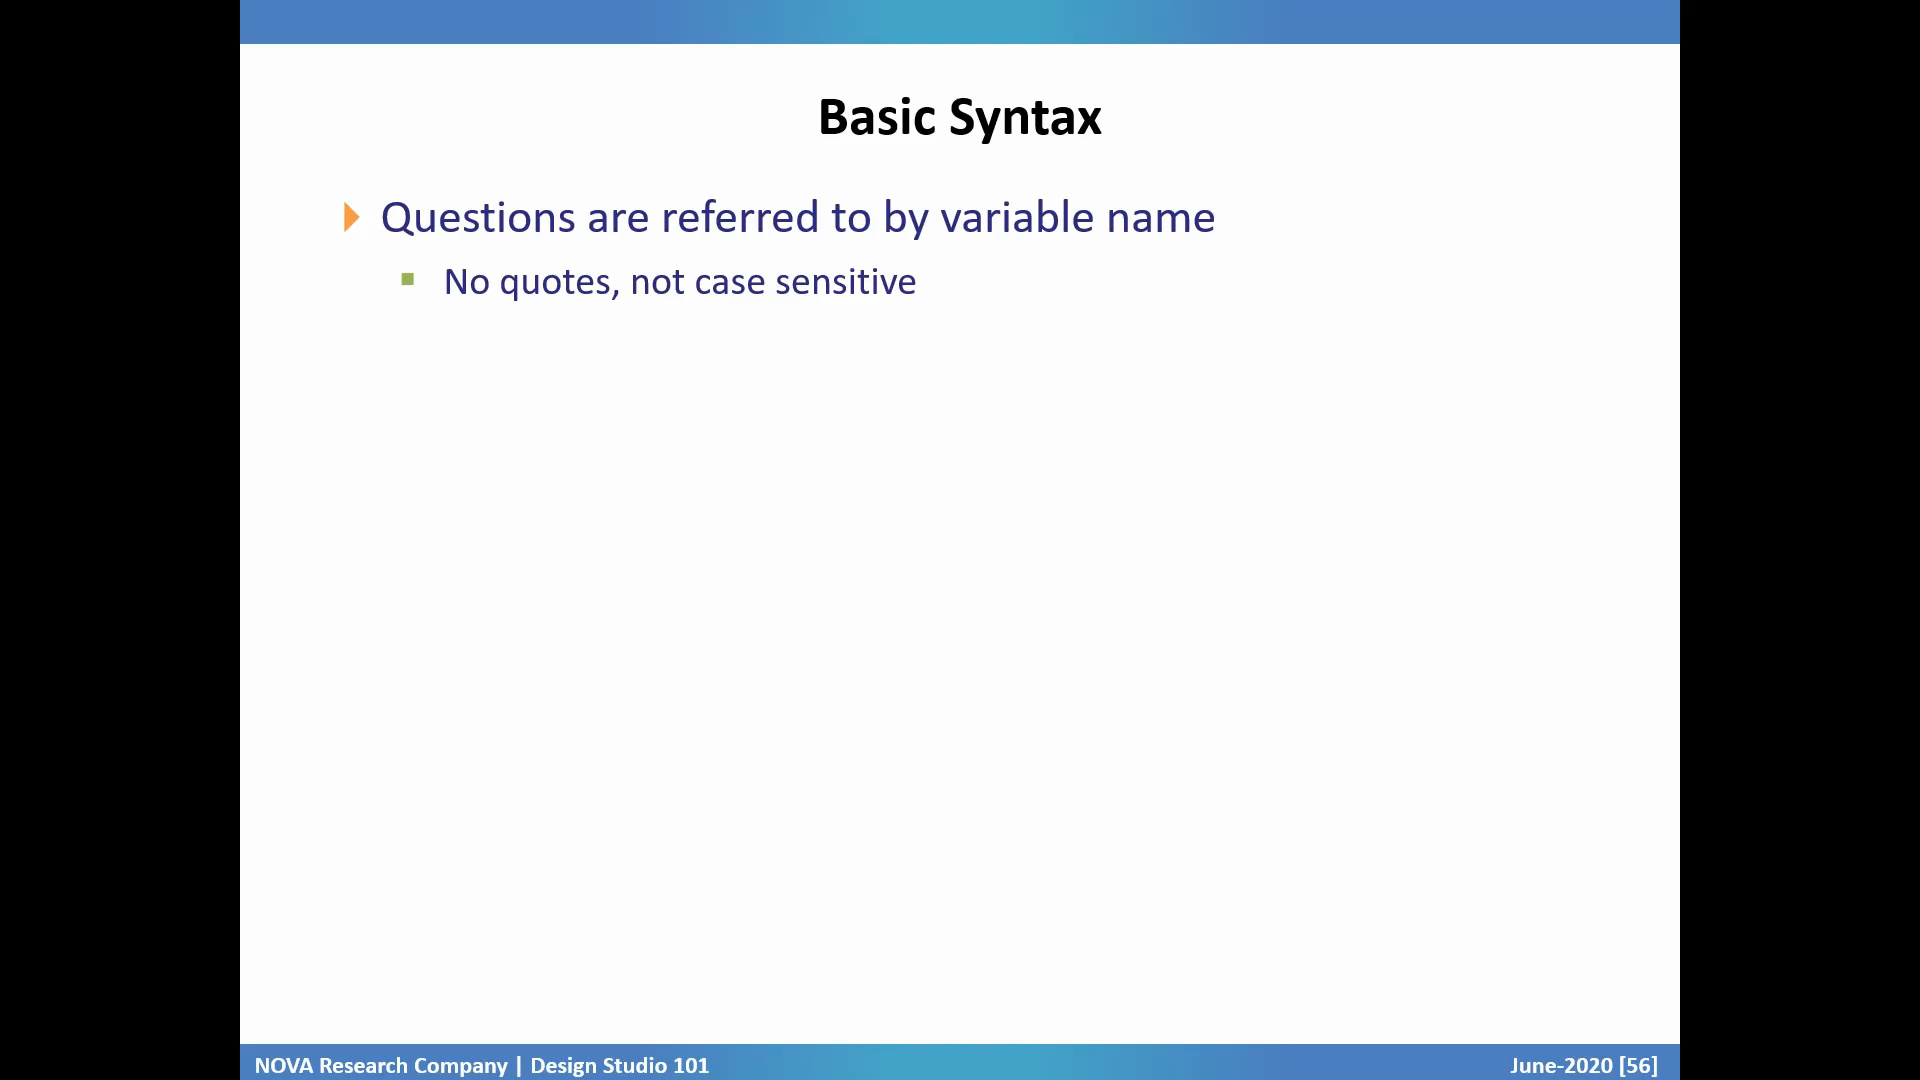 Basic Syntax
Questions are referred to by variable name
No quotes, not case sensitive
NOVA Research Company | Design Studio 101
June-2020 [56]